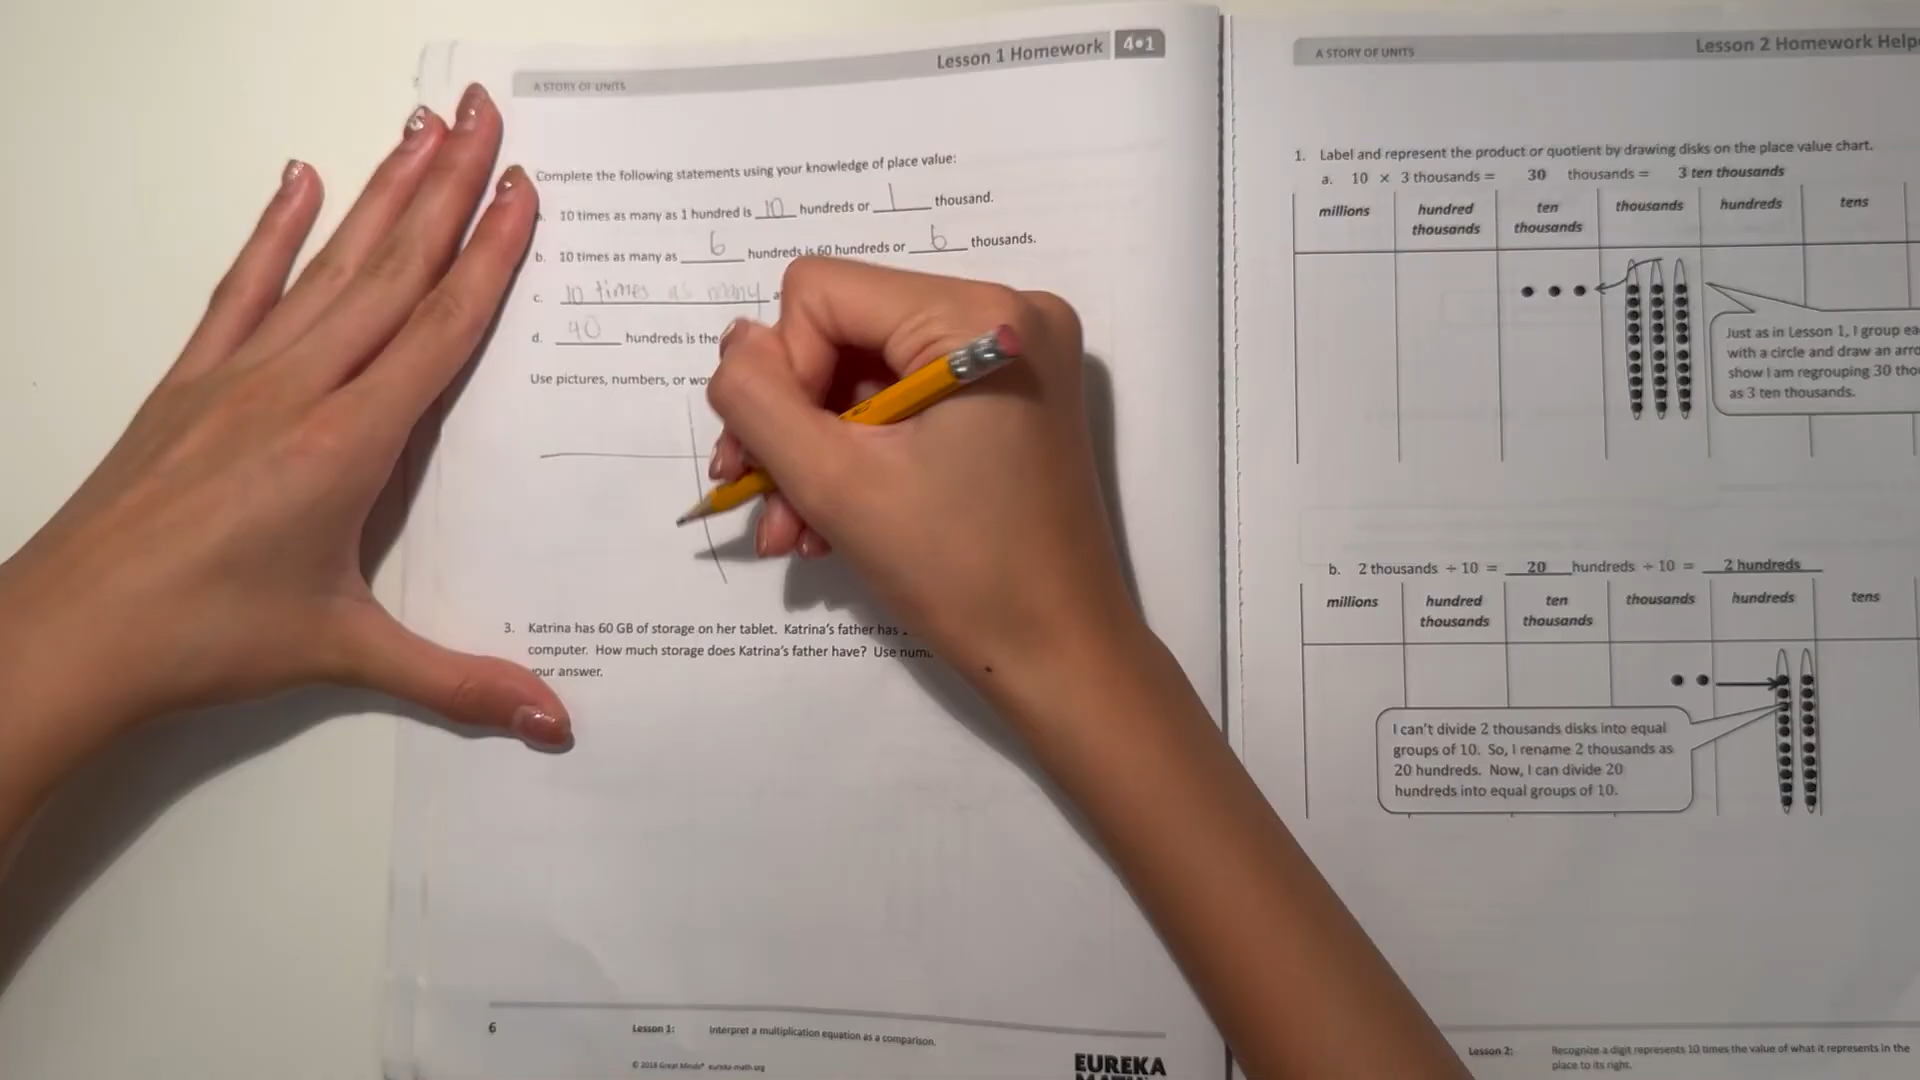 Lesson 1 Homework 4•1
A STORY OF UNITS
Complete the following statements using your knowledge of place value:
10 times as many as 1 hundred is 10 hundreds or 1 thousand.
b. 10 times as many as 6 hundreds is 60 hundreds or 6 thousands.
c. 10 times as many
d. 40 hundreds is the
Use pictures, numbers, or
3. Katrina has 60 GB of storage on her tablet. Katrina's father has
computer. How much storage does Katrina's father have? Use
your answer.
6
Lesson 1: Interpret a multiplication equation as a comparison.
© 2018 Great Minds® eureka-math.org
EUREKA
MATH
A STORY OF UNITS
Lesson 2 Homework Help
1. Label and represent the product or quotient by drawing disks on the place value chart.
a. 10 × 3 thousands = 30 thousands = 3 ten thousands
millions hundred thousands ten thousands thousands hundreds tens
Just as in Lesson 1, I group ea
with a circle and draw an arro
show I am regrouping 30 thou
as 3 ten thousands.
b. 2 thousands ÷ 10 = 20 hundreds ÷ 10 = 2 hundreds
millions hundred thousands ten thousands thousands hundreds tens
I can't divide 2 thousands disks into equal
groups of 10. So, I rename 2 thousands as
20 hundreds. Now, I can divide 20
hundreds into equal groups of 10.
Lesson 2: Recognize a digit represents 10 times the value of what it represents in the
place to its right.